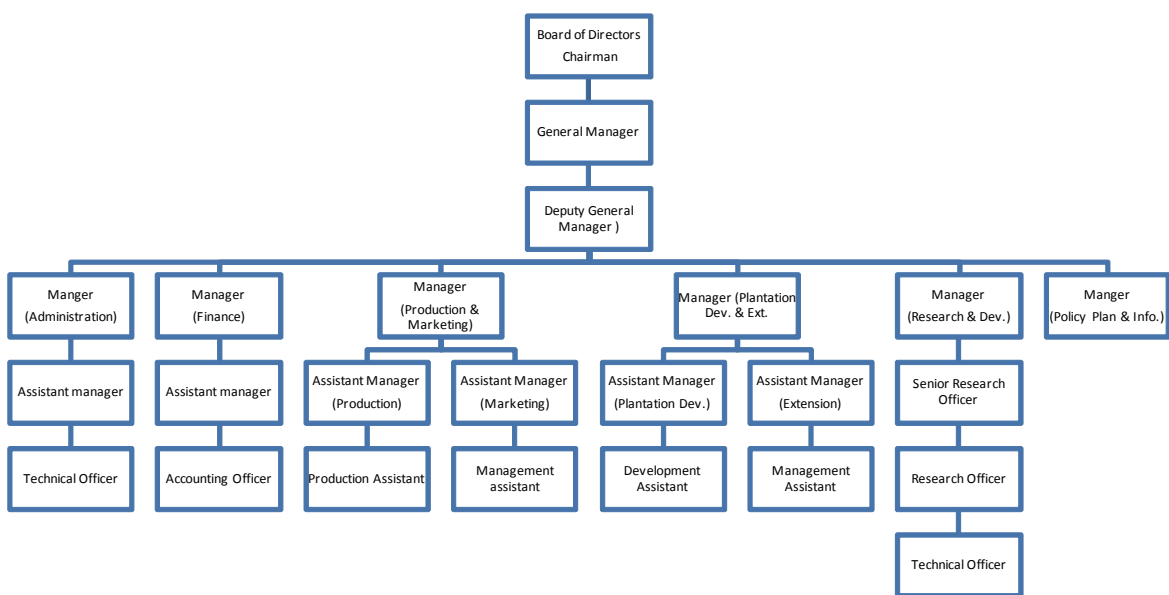 Board of Directors
Chairman
General Manager
Deputy General
Manager )
Manger
(Administration)
Manager
(Finance)
Manager
(Production &
Marketing)
Manager (Plantation
Dev. & Ext.
Manager
(Research & Dev.)
Manger
(Policy Plan & Info.)
Assistant manager
Assistant manager
Assistant Manager
(Production)
Assistant Manager
(Marketing)
Assistant Manager
(Plantation Dev.)
Assistant Manager
(Extension)
Senior Research
Officer
Technical Officer
Accounting Officer
Production Assistant
Management
assistant
Development
Assistant
Management
Assistant
Research Officer
Technical Officer